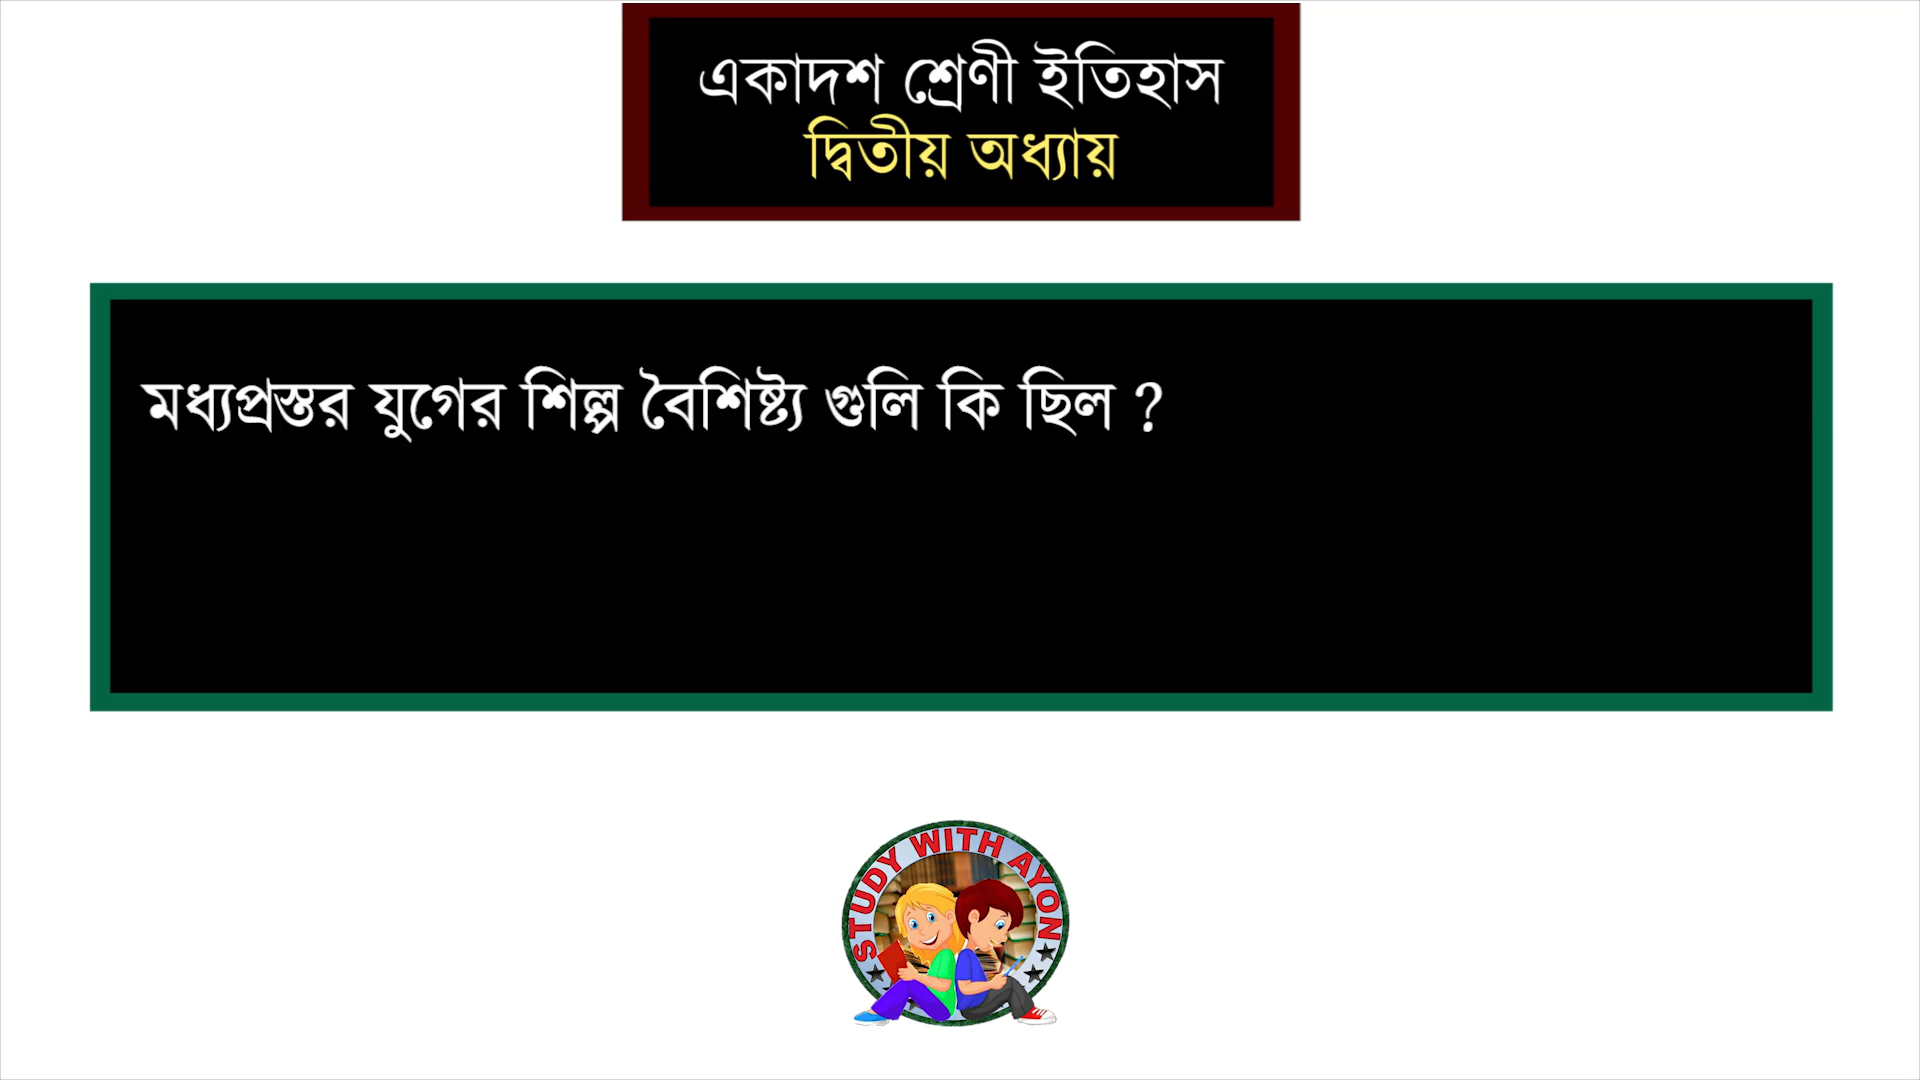 একাদশ শ্রেণী ইতিহাস
দ্বিতীয় অধ্যায়
মধ্যপ্রস্তর যুগের শিল্প বৈশিষ্ট্য গুলি কি ছিল ?
STUDY WITH AYON